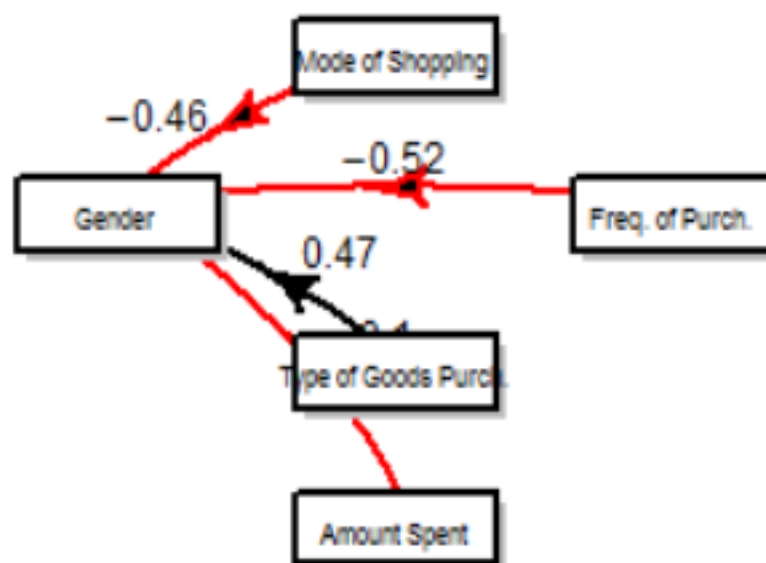 Mode of Shopping
−0.46
−0.52
Gender
Freq. of Purch.
0.47
Type of Goods Purch.
Amount Spent